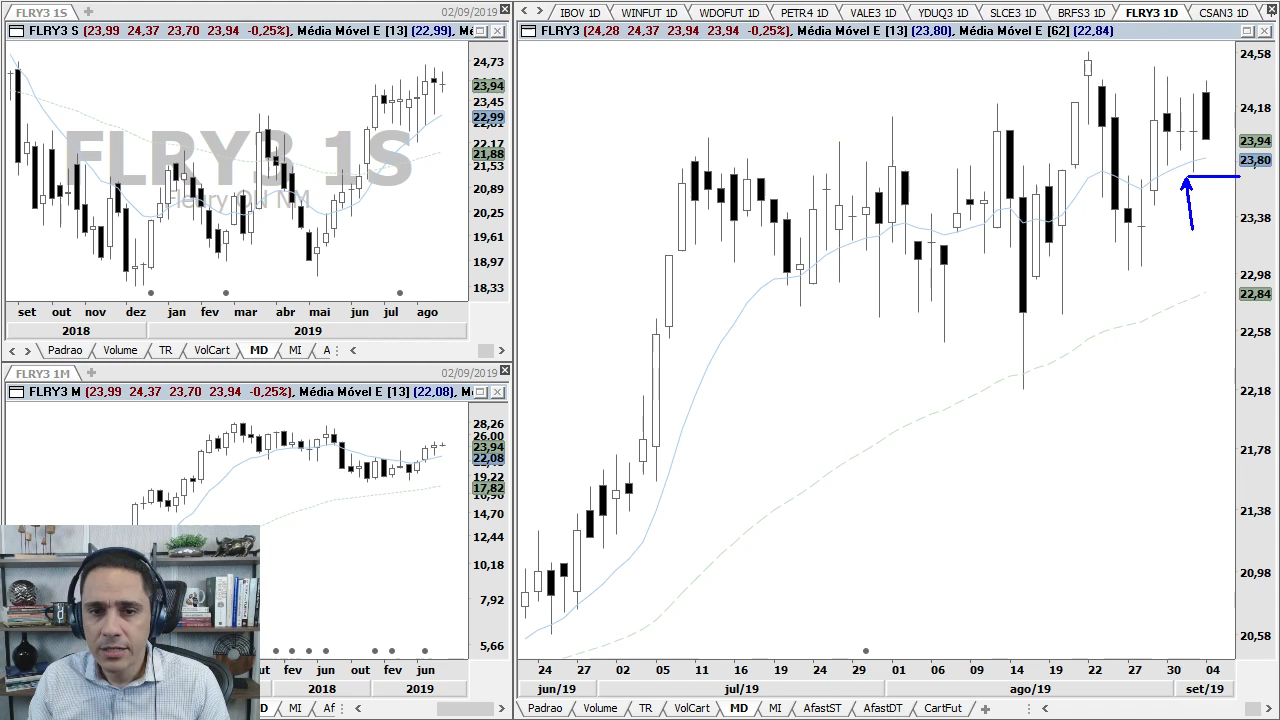 FLRY3 1S
02/09/2019
FLRY3 S (23,99 24,37 23,70 23,94 -0,25%), Média Móvel E [13] (22,99), Mé
24,73
23,94
23,45
22,99
22,17
21,88
21,53
20,89
20,25
19,61
18,97
18,33
FLRY3 1S
set out nov dez jan fev mar abr mai jun jul ago
2018 2019
Padrao Volume TR VolCart MD MI A
FLRY3 1M
02/09/2019
FLRY3 M (23,99 24,37 23,70 23,94 -0,25%), Média Móvel E [13] (22,08), Mé
28,26
26,00
23,94
22,08
19,22
17,82
14,70
12,44
10,18
7,92
5,66
out fev jun out fev jun
2018 2019
D MI Af
IBOV 1D WINFUT 1D WDOFUT 1D PETR4 1D VALE3 1D YDUQ3 1D SLCE3 1D BRFS3 1D FLRY3 1D CSAN3 1D
FLRY3 (24,28 24,37 23,94 23,94 -0,25%), Média Móvel E [13] (23,80), Média Móvel E [62] (22,84)
24,58
24,18
23,94
23,80
23,38
22,98
22,84
22,58
22,18
21,78
21,38
20,98
20,58
24 27 02 05 11 16 19 24 29 01 06 09 14 19 22 27 30 04
jun/19 jul/19 ago/19 set/19
Padrao Volume TR VolCart MD MI AfastST AfastDT CartFut